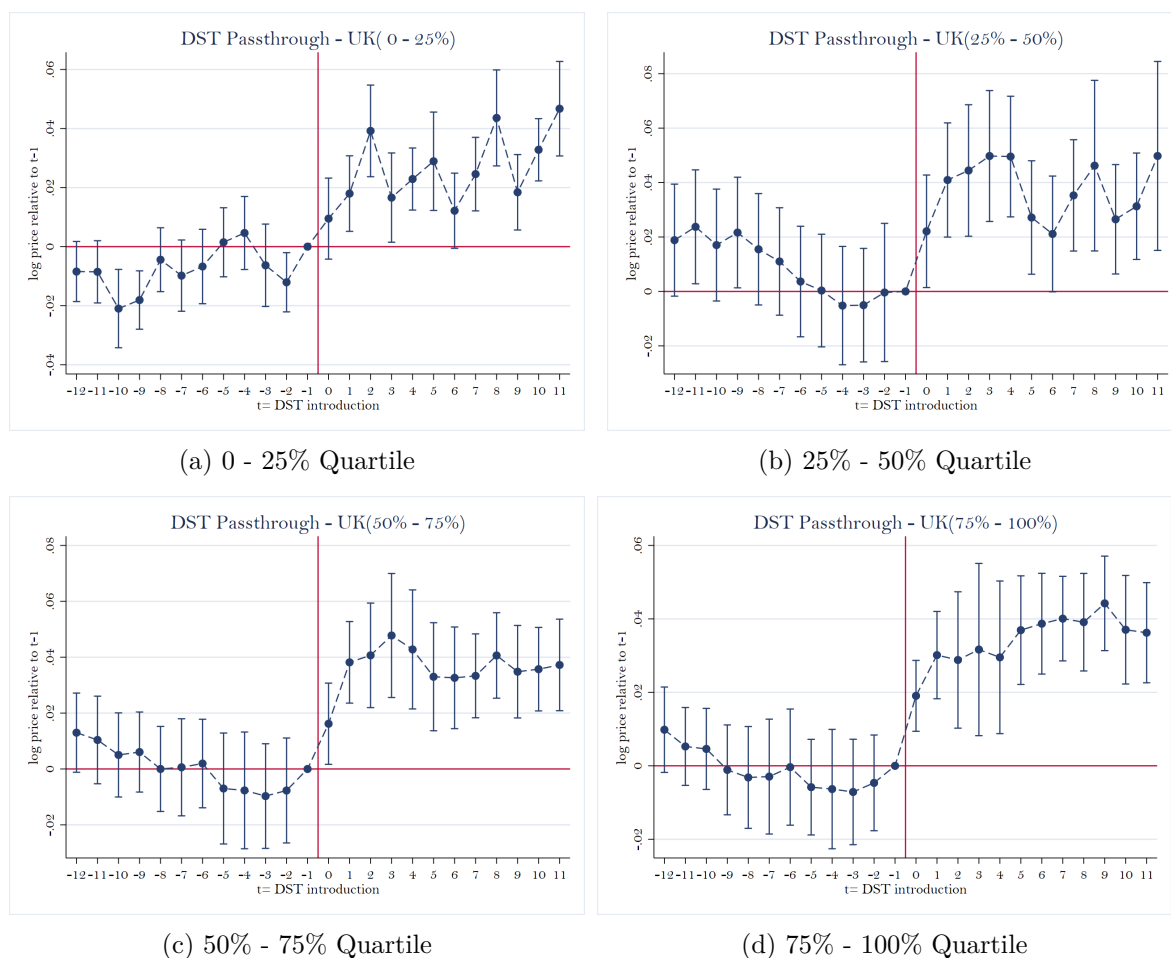 DST Passthrough - UK( 0 - 25%)
log price relative to t-1
.06
.04
.02
0
-.02
-.04
-12 -11 -10 -9 -8 -7 -6 -5 -4 -3 -2 -1 0 1 2 3 4 5 6 7 8 9 10 11
t= DST introduction
(a) 0 - 25% Quartile
DST Passthrough - UK(25% - 50%)
log price relative to t-1
.08
.06
.04
.02
0
-.02
-12 -11 -10 -9 -8 -7 -6 -5 -4 -3 -2 -1 0 1 2 3 4 5 6 7 8 9 10 11
t= DST introduction
(b) 25% - 50% Quartile
DST Passthrough - UK(50% - 75%)
log price relative to t-1
.08
.06
.04
.02
0
-.02
-12 -11 -10 -9 -8 -7 -6 -5 -4 -3 -2 -1 0 1 2 3 4 5 6 7 8 9 10 11
t= DST introduction
(c) 50% - 75% Quartile
DST Passthrough - UK(75% - 100%)
log price relative to t-1
.06
.04
.02
0
-.02
-12 -11 -10 -9 -8 -7 -6 -5 -4 -3 -2 -1 0 1 2 3 4 5 6 7 8 9 10 11
t= DST introduction
(d) 75% - 100% Quartile